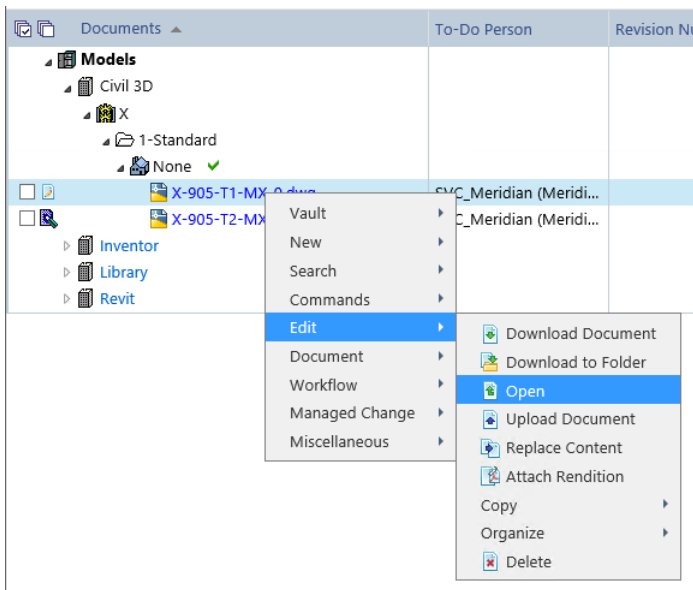 Documents To-Do Person Revision
Models
Civil 3D
X
1-Standard
None
X-905-T1-MX_0.dwg SVC_Meridian (Meridi...
X-905-T2-MX C_Meridian (Meridi...
Inventor
Library
Revit
Vault
New
Search
Commands
Edit
Document
Workflow
Managed Change
Miscellaneous
Download Document
Download to Folder
Open
Upload Document
Replace Content
Attach Rendition
Copy
Organize
Delete